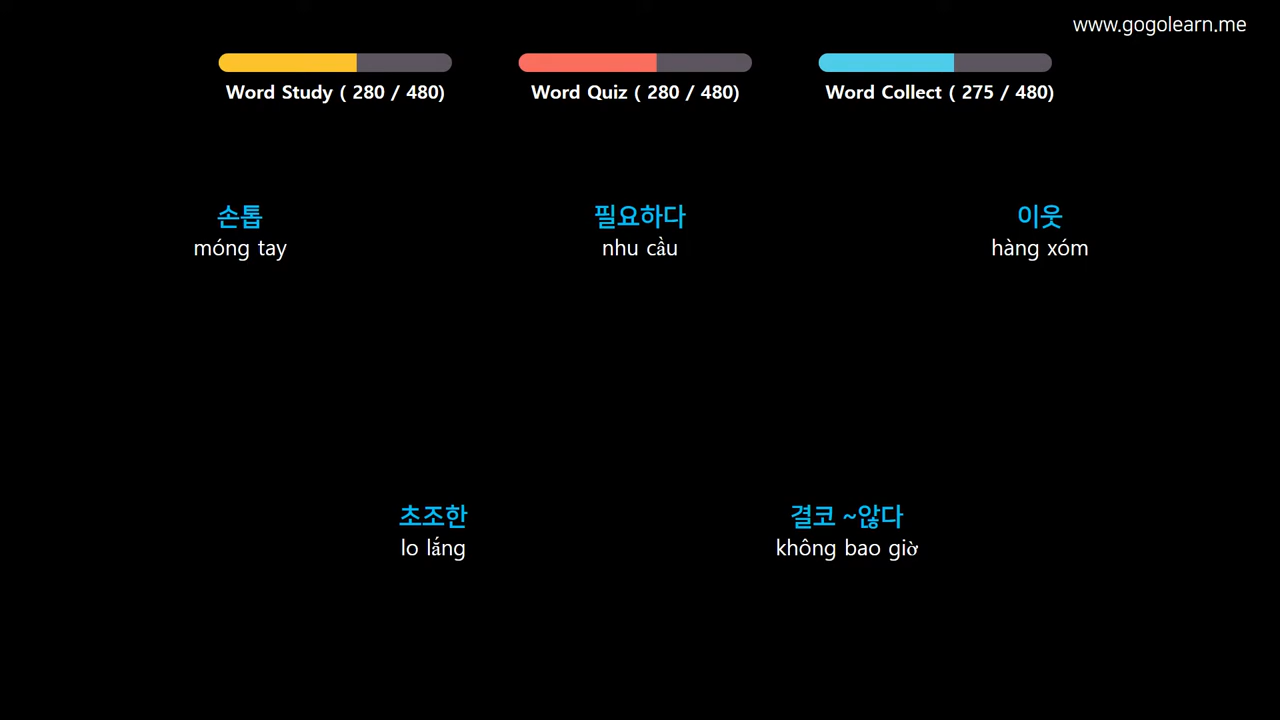 www.gogolearn.me
Word Study ( 280 / 480)
Word Quiz ( 280 / 480)
Word Collect ( 275 / 480)
손톱
móng tay
필요하다
nhu cầu
이웃
hàng xóm
초조한
lo lắng
결코 ~않다
không bao giờ